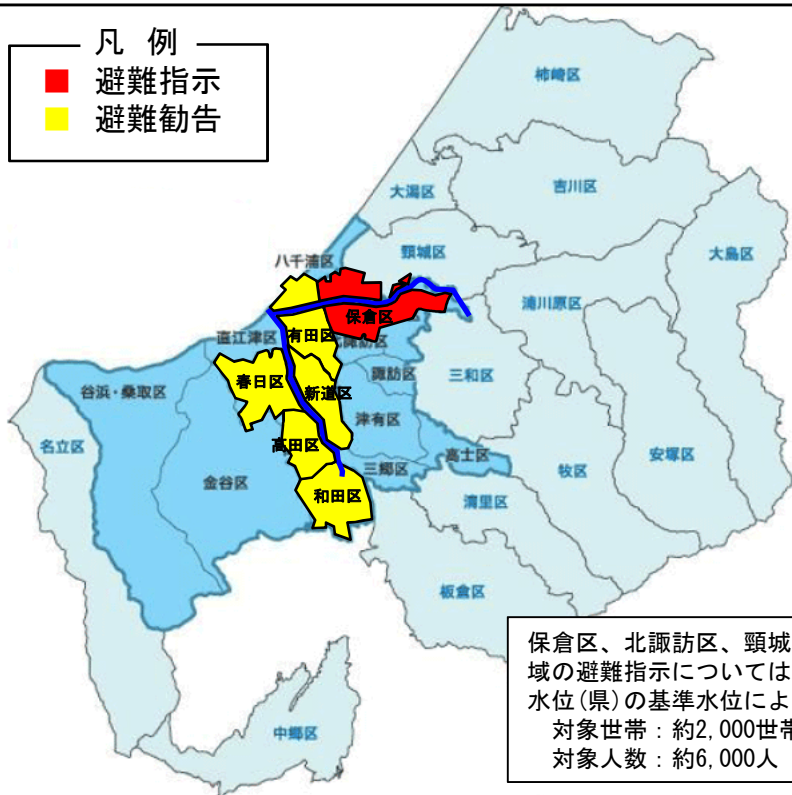 凡 例
避難指示
避難勧告
柿崎区
大潟区
吉川区
頸城区
大島区
八千浦区
浦川原区
保倉区
直江津区
有田区
北諏訪区
諏訪区
三和区
春日区
新道区
谷浜・桑取区
津有区
名立区
高田区
高士区
安塚区
三郷区
牧区
金谷区
和田区
清里区
板倉区
中郷区
保倉区、北諏訪区、頸城
域の避難指示については
水位(県)の基準水位によ
対象世帯：約2,000世帯
対象人数：約6,000人